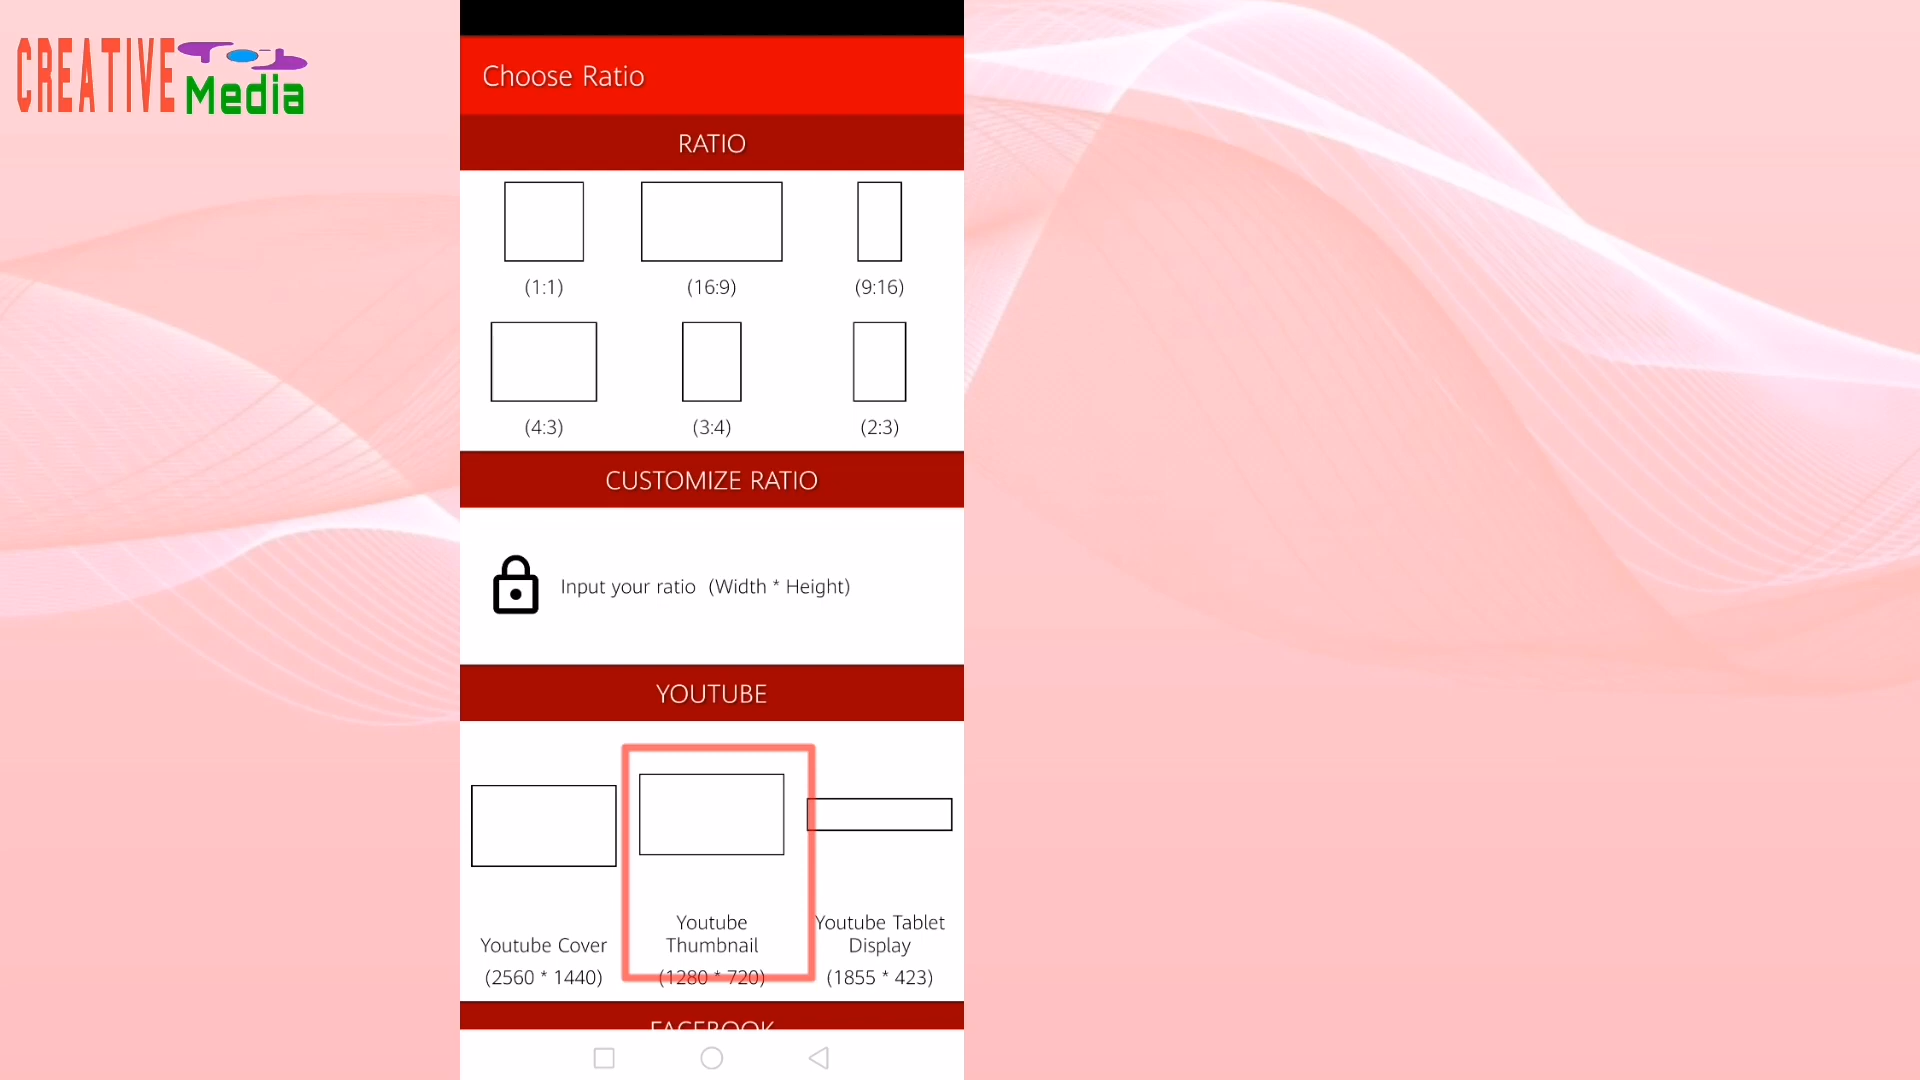 CREATIVE
Media
Choose Ratio
RATIO
(1:1) (16:9) (9:16)
(4:3) (3:4) (2:3)
CUSTOMIZE RATIO
Input your ratio (Width * Height)
YOUTUBE
Youtube Cover
(2560 * 1440)
Youtube
Thumbnail
(1280 * 720)
Youtube Tablet
Display
(1855 * 423)
FACEBOOK